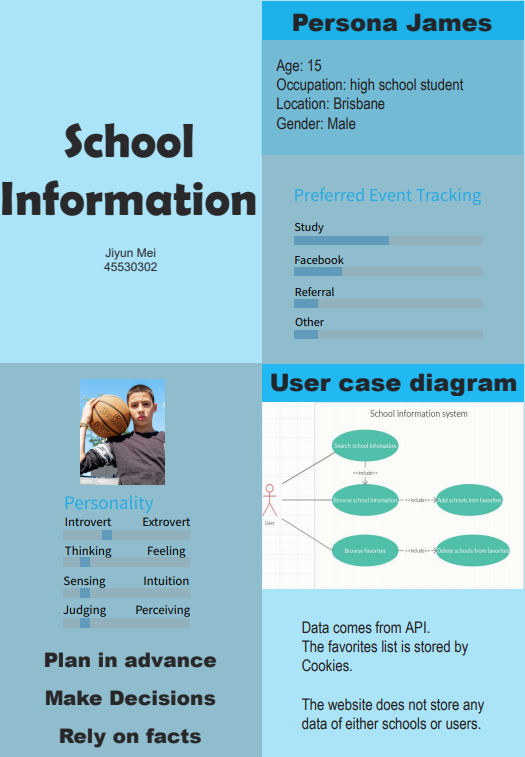 School
Information
Jiyun Mei
45530302
Persona James
Age: 15
Occupation: high school student
Location: Brisbane
Gender: Male
Preferred Event Tracking
Study
Facebook
Referral
Other
Personality
Introvert Extrovert
Thinking Feeling
Sensing Intuition
Judging Perceiving
Plan in advance
Make Decisions
Rely on facts
User case diagram
School information system
Search school infomation
<<include>>
Browse school infomation
<<include>>
Add schools into favorites
User
Browse favorites
<<include>>
Delete schools from favorites
Data comes from API.
The favorites list is stored by
Cookies.
The website does not store any
data of either schools or users.